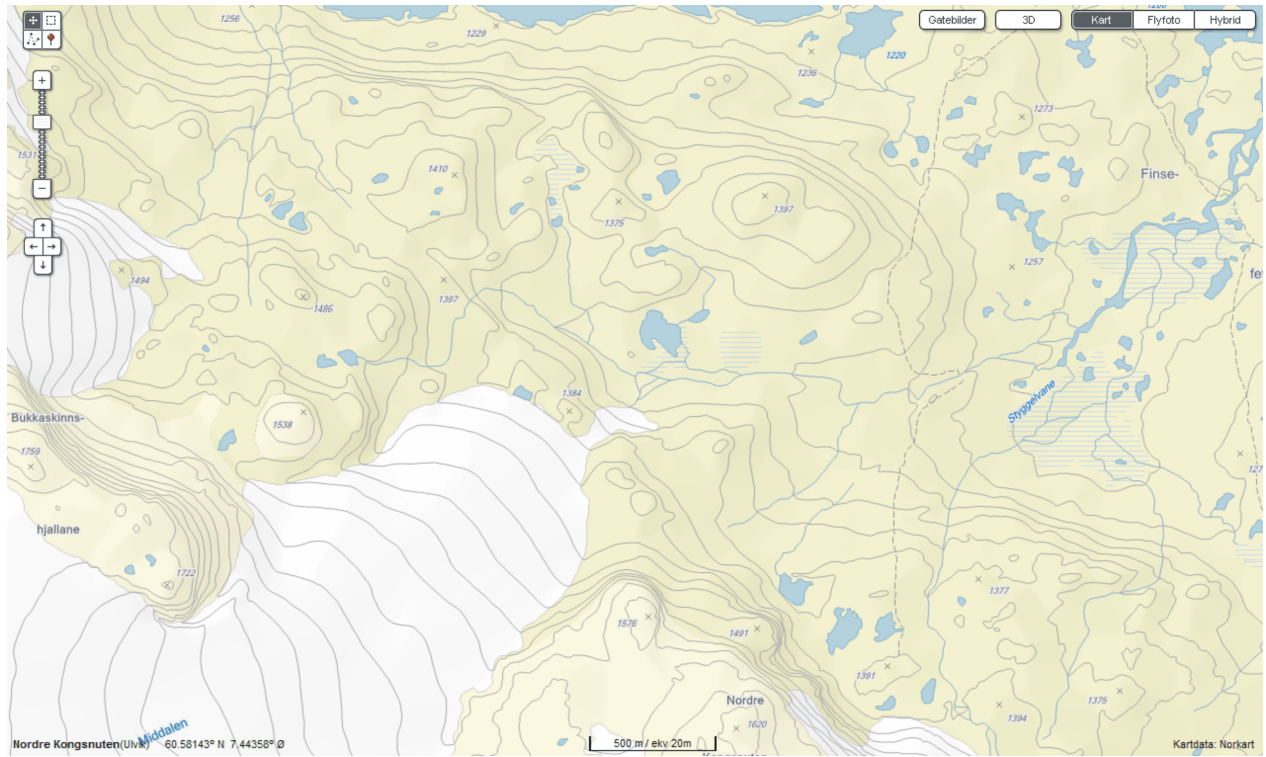 Gatebilder
3D
Kart
Flyfoto
Hybrid
1256
1229
1236
1220
1273
1531
1410
1375
1397
Finse-
1257
1494
1486
1397
1384
Styggelvane
Bukkaskinns-
1538
1759
hjallane
1722
1377
1576
1491
1391
1375
Nordre
1394
1620
Middalen
Nordre Kongsnuten(Ulvik) 60.58143° N 7.44358° Ø
500 m / ekv 20m
Kartdata: Norkart